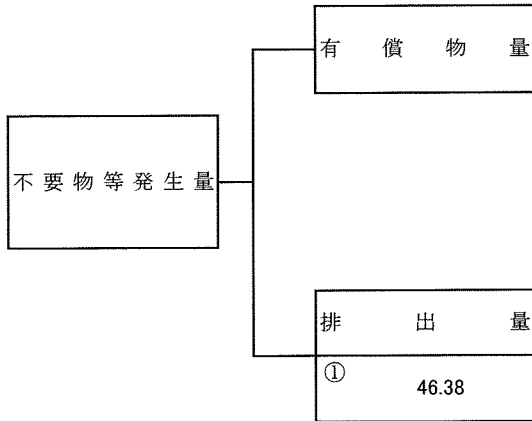 有償物量
不要物等発生量
排出量
①
46.38